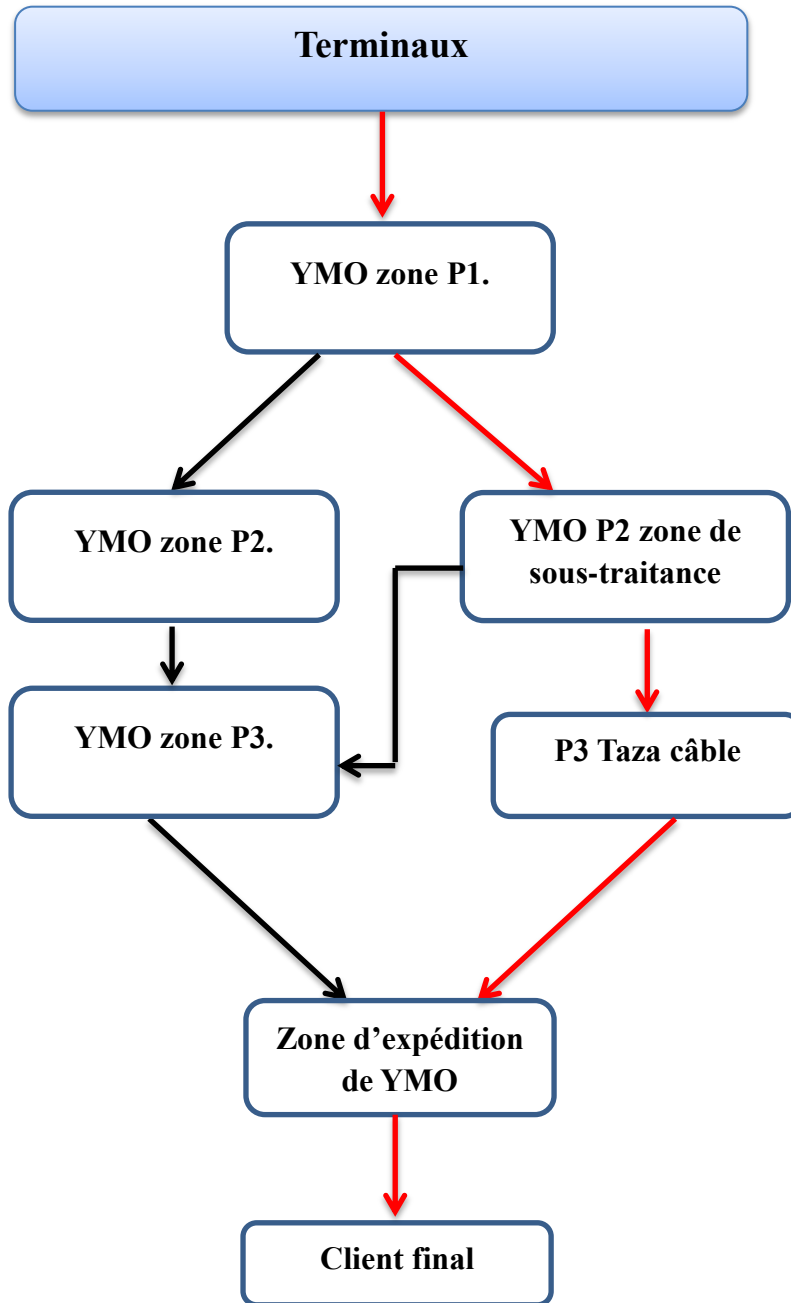 Terminaux
YMO zone P1.
YMO zone P2.
YMO P2 zone de
sous-traitance
YMO zone P3.
P3 Taza câble
Zone d’expédition
de YMO
Client final